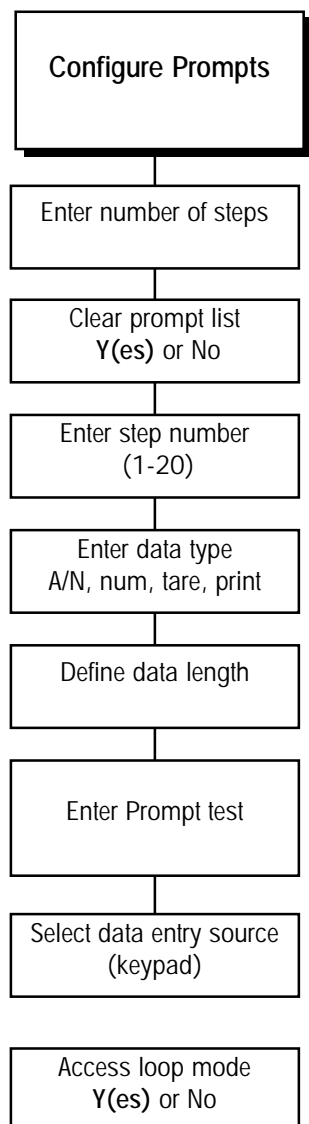 Configure Prompts
Enter number of steps
Clear prompt list
Y(es) or No
Enter step number
(1-20)
Enter data type
A/N, num, tare, print
Define data length
Enter Prompt test
Select data entry source
(keypad)
Access loop mode
Y(es) or No